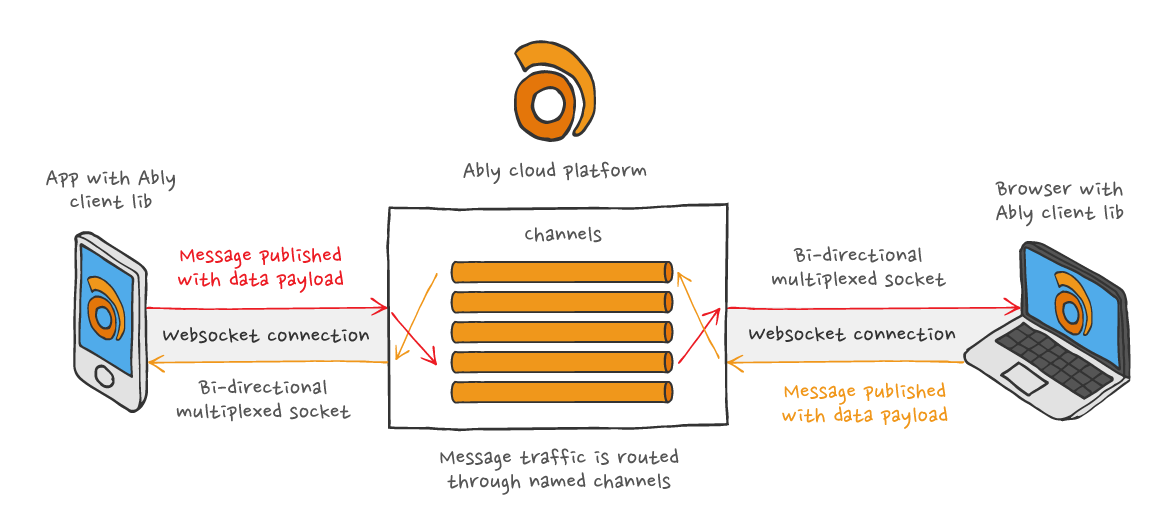 Ably cloud platform
App with Ably
client lib
Message published
with data payload
Websocket connection
Bi-directional
multiplexed socket
Channels
Message traffic is routed
through named channels
Browser with
Ably client lib
Bi-directional
multiplexed socket
Websocket connection
Message published
with data payload